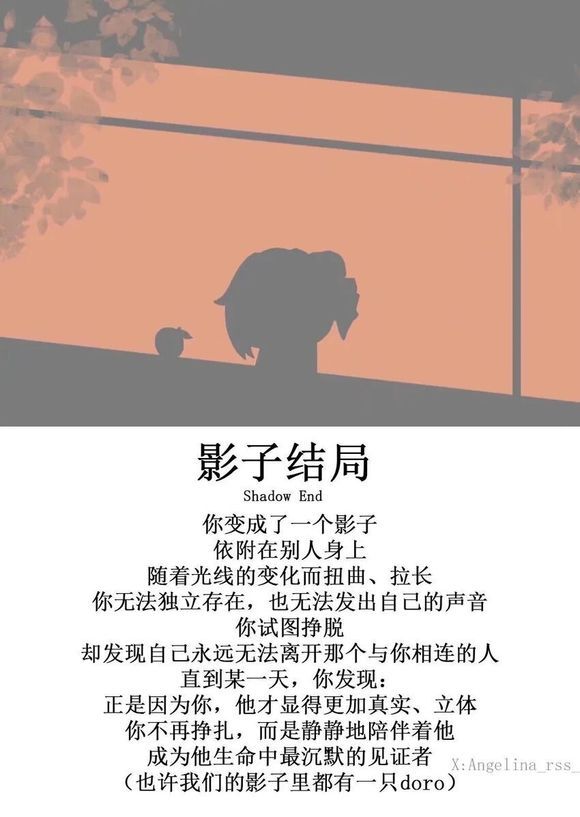 影子结局
Shadow End
你变成了一个影子
依附在别人身上
随着光线的变化而扭曲、拉长
你无法独立存在，也无法发出自己的声音
你试图挣脱
却发现自己永远无法离开那个与你相连的人
直到某一天，你发现：
正是因为你，他才显得更加真实、立体
你不再挣扎，而是静静地陪伴着他
成为他生命中最沉默的见证者
X:Angelina_rss_
（也许我们的影子里都有一只doro）